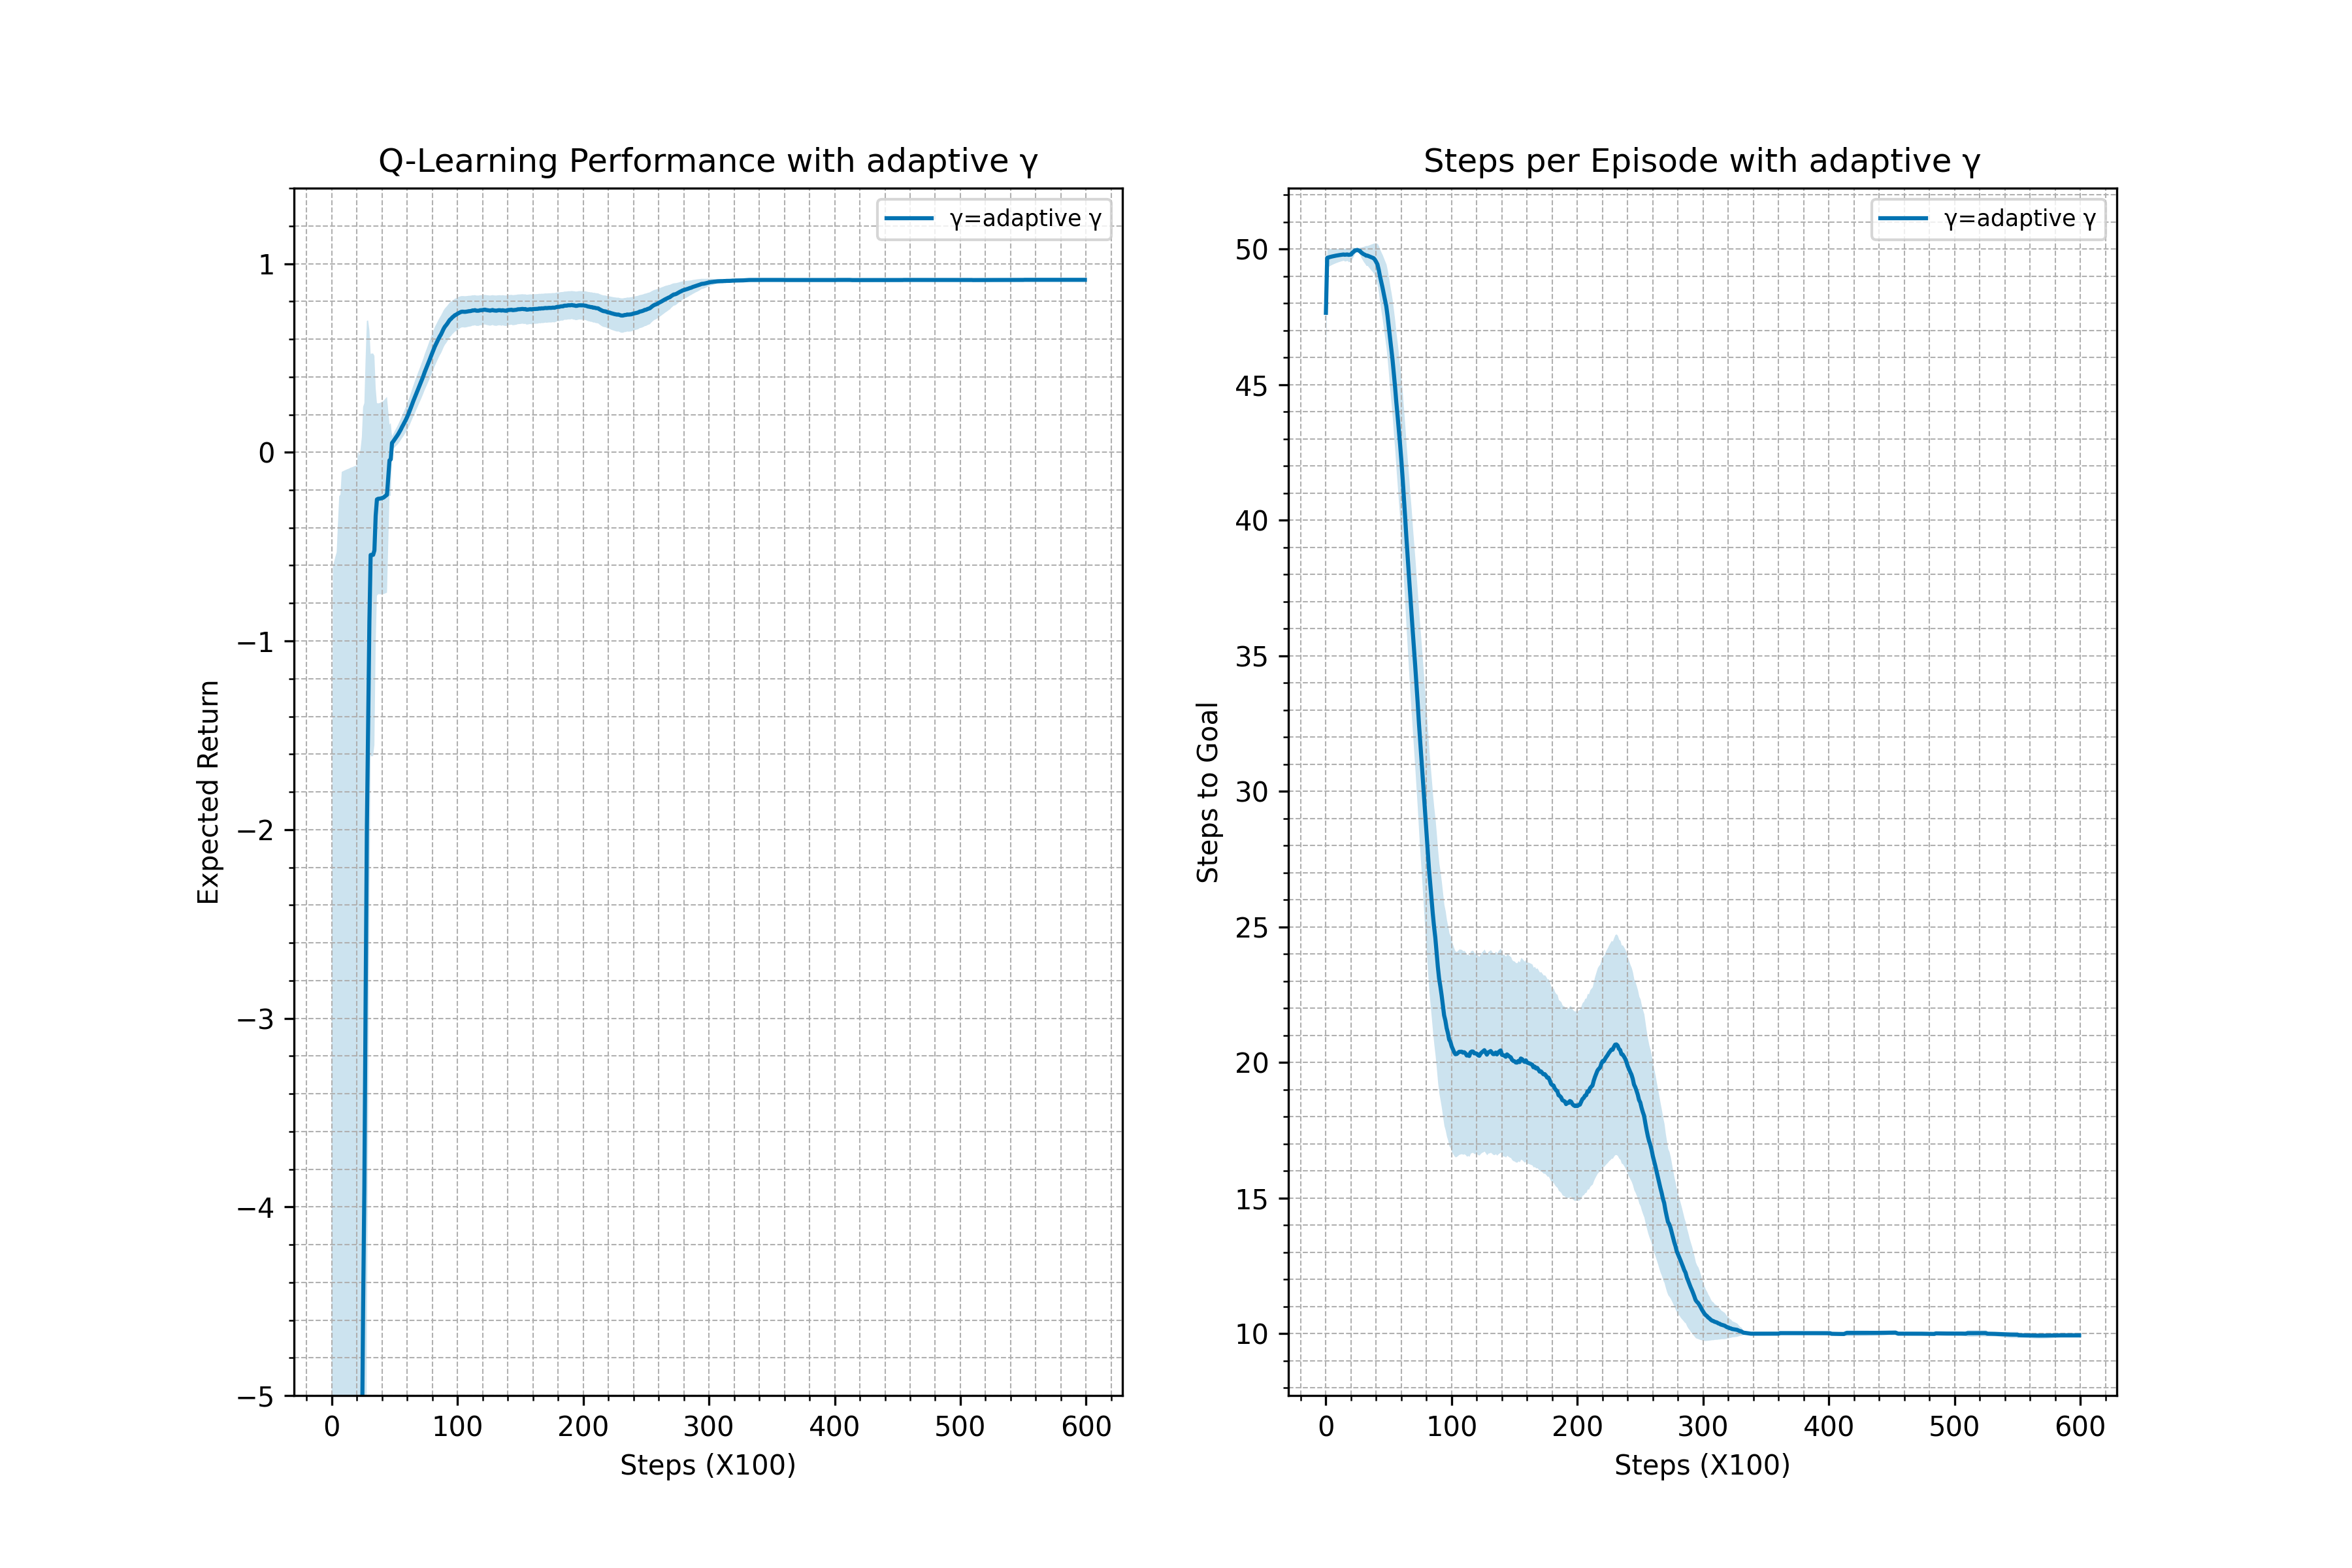 Q-Learning Performance with adaptive γ
γ=adaptive γ
Expected Return
1
0
−1
−2
−3
−4
−5
0 100 200 300 400 500 600
Steps (X100)
Steps per Episode with adaptive γ
γ=adaptive γ
Steps to Goal
50
45
40
35
30
25
20
15
10
0 100 200 300 400 500 600
Steps (X100)